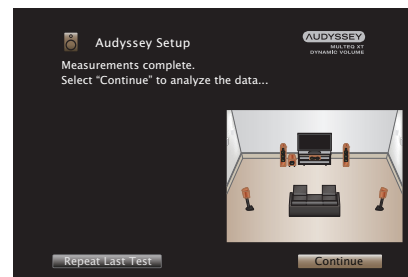 Audyssey Setup
AUDYSSEY
MULTEQ XT
DYNAMIC VOLUME
Measurements complete.
Select “Continue” to analyze the data...
Repeat Last Test
Continue